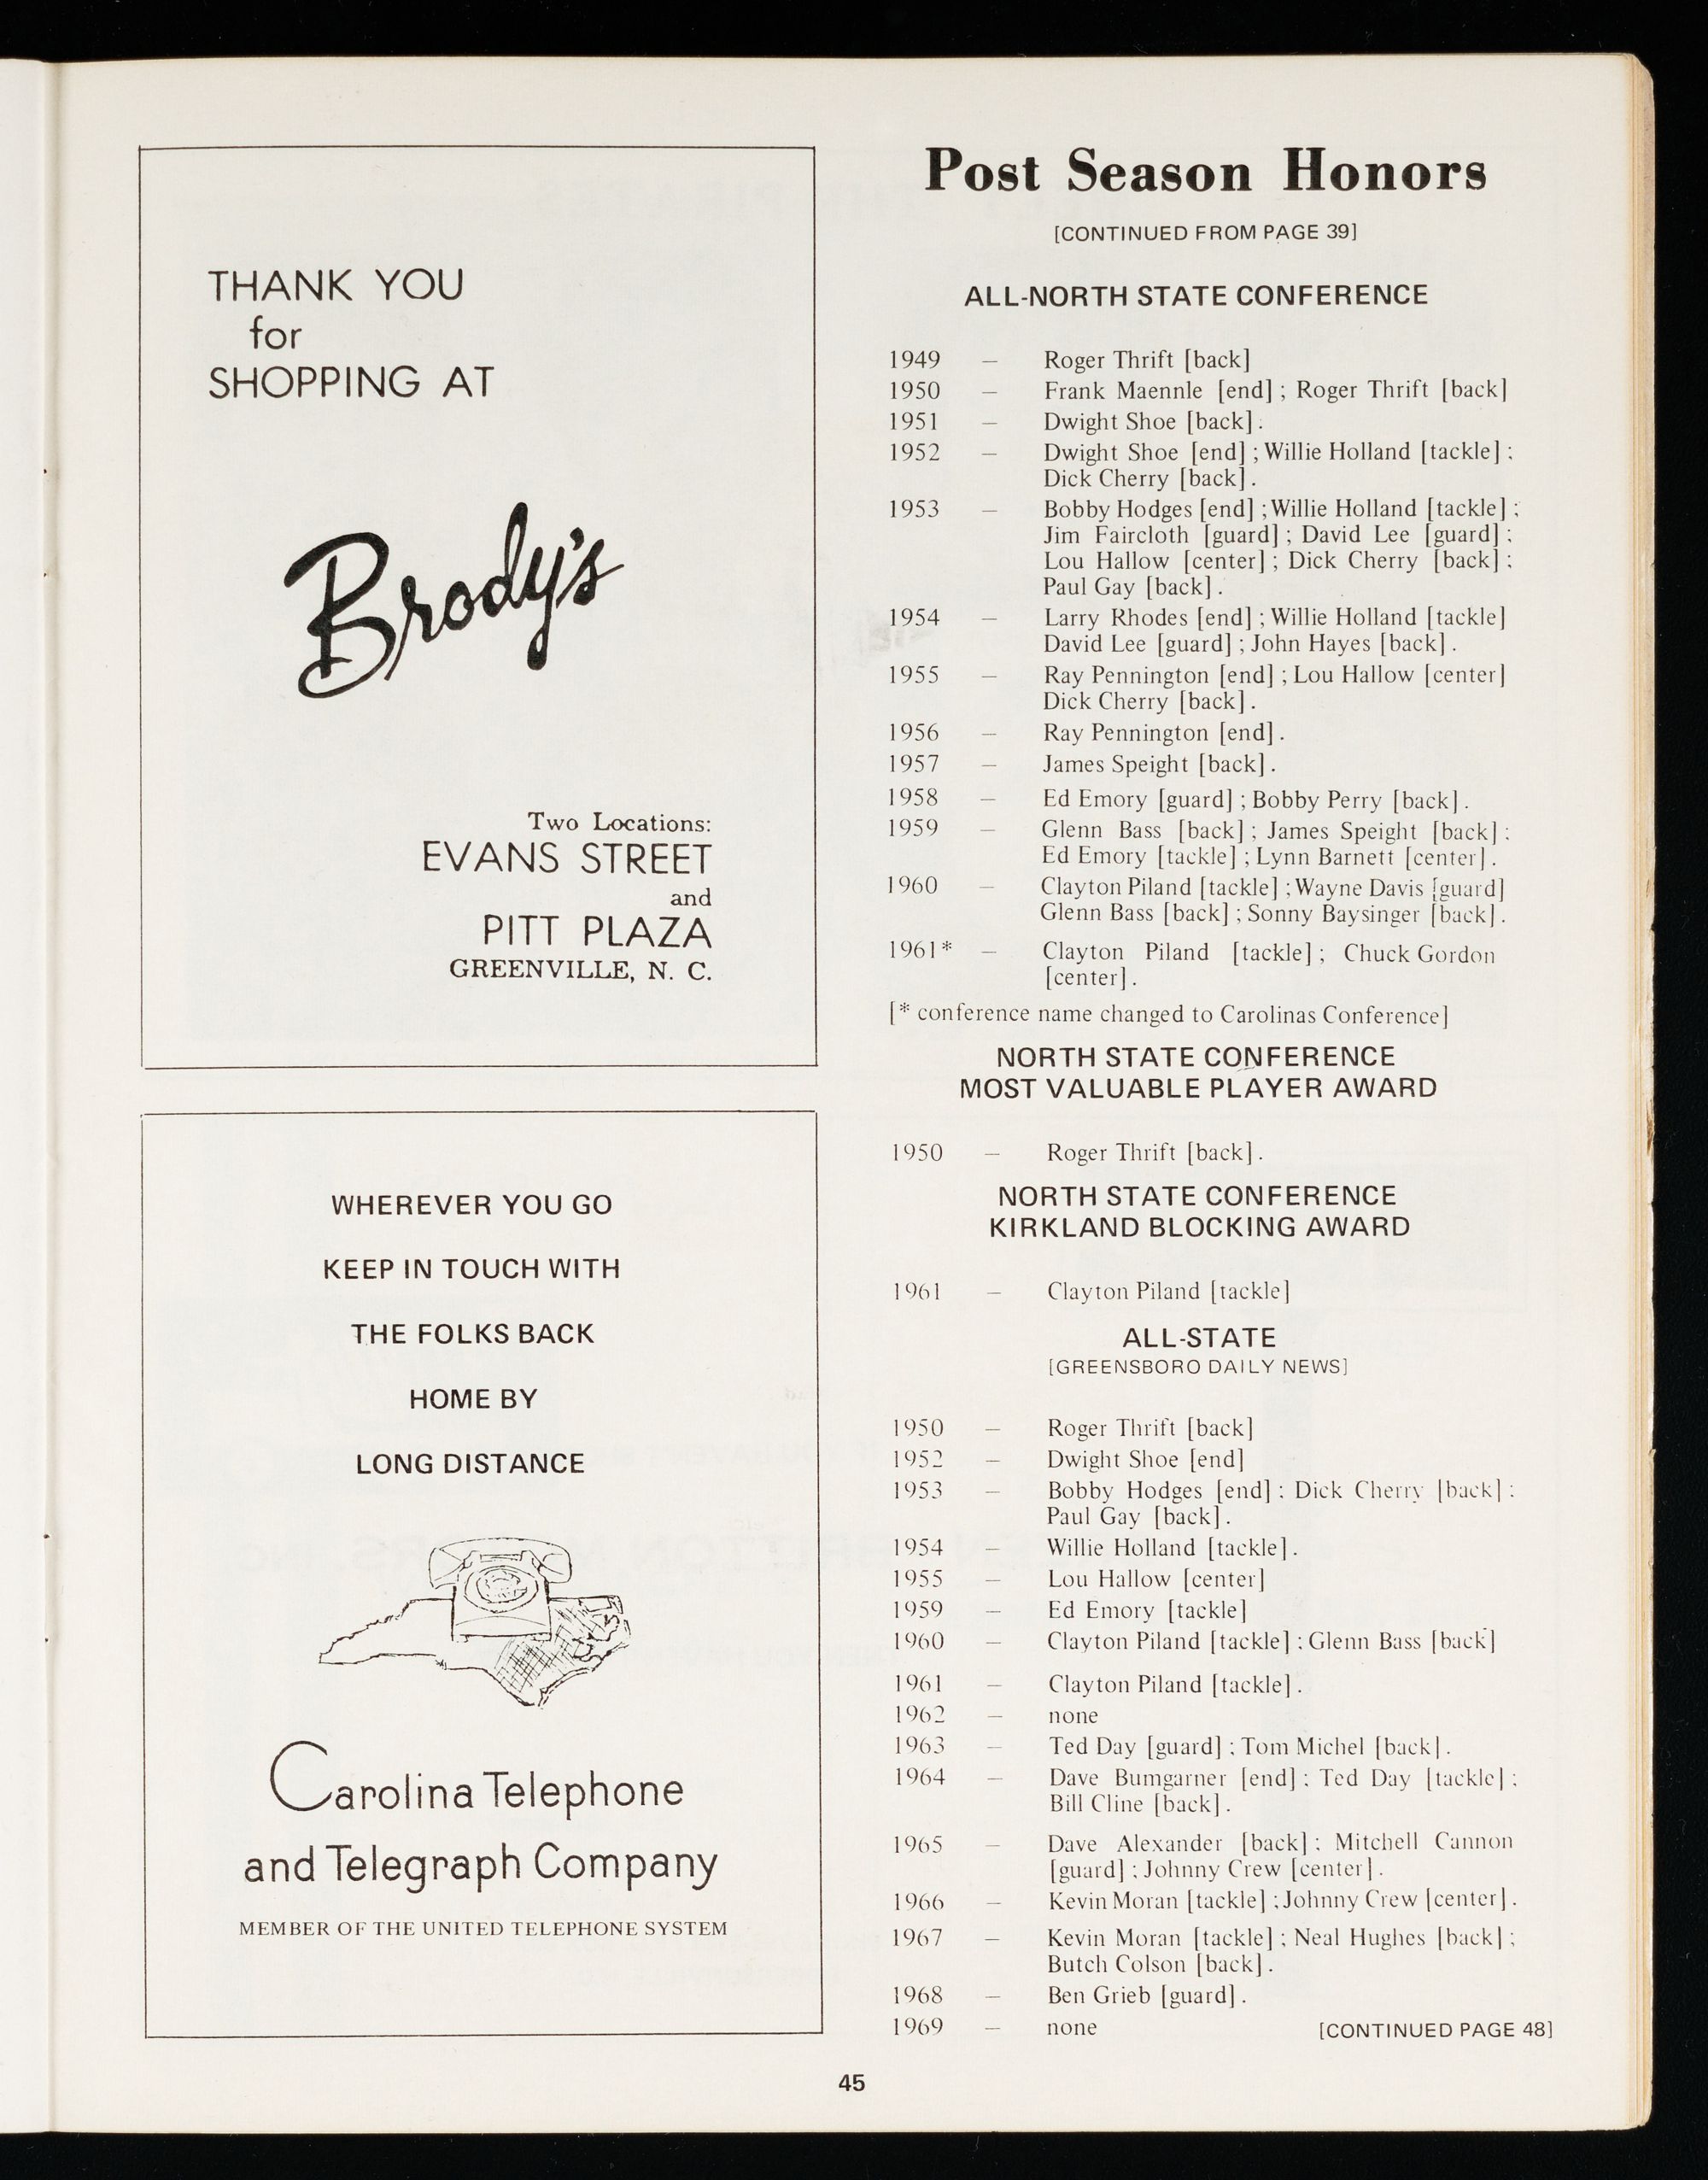 THANK YOU
for
SHOPPING AT
Brody's
Two Locations:
EVANS STREET
and
PITT PLAZA
GREENVILLE, N. C.
WHEREVER YOU GO
KEEP IN TOUCH WITH
THE FOLKS BACK
HOME BY
LONG DISTANCE
Carolina Telephone
and Telegraph Company
MEMBER OF THE UNITED TELEPHONE SYSTEM
Post Season Honors
[CONTINUED FROM PAGE 39]
ALL-NORTH STATE CONFERENCE
1949 – Roger Thrift [back]
1950 – Frank Maennle [end] ; Roger Thrift [back]
1951 – Dwight Shoe [back] .
1952 – Dwight Shoe [end] ; Willie Holland [tackle] ;
Dick Cherry [back] .
1953 – Bobby Hodges [end] ; Willie Holland [tackle] ;
Jim Faircloth [guard] ; David Lee [guard] ;
Lou Hallow [center] ; Dick Cherry [back] ;
Paul Gay [back] .
1954 – Larry Rhodes [end] ; Willie Holland [tackle]
David Lee [guard] ; John Hayes [back] .
1955 – Ray Pennington [end] ; Lou Hallow [center]
Dick Cherry [back] .
1956 – Ray Pennington [end] .
1957 – James Speight [back] .
1958 – Ed Emory [guard] ; Bobby Perry [back] .
1959 – Glenn Bass [back] ; James Speight [back] ;
Ed Emory [tackle] ; Lynn Barnett [center] .
1960 – Clayton Piland [tackle] ; Wayne Davis [guard]
Glenn Bass [back] ; Sonny Baysinger [back] .
1961* – Clayton Piland [tackle] ; Chuck Gordon
[center] .
[* conference name changed to Carolinas Conference]
NORTH STATE CONFERENCE
MOST VALUABLE PLAYER AWARD
1950 – Roger Thrift [back] .
NORTH STATE CONFERENCE
KIRKLAND BLOCKING AWARD
1961 – Clayton Piland [tackle]
ALL-STATE
[GREENSBORO DAILY NEWS]
1950 – Roger Thrift [back]
1952 – Dwight Shoe [end]
1953 – Bobby Hodges [end] ; Dick Cherry [back] ;
Paul Gay [back] .
1954 – Willie Holland [tackle] .
1955 – Lou Hallow [center]
1959 – Ed Emory [tackle]
1960 – Clayton Piland [tackle] ; Glenn Bass [back]
1961 – Clayton Piland [tackle] .
1962 – none
1963 – Ted Day [guard] ; Tom Michel [back] .
1964 – Dave Bumgarner [end] ; Ted Day [tackle] ;
Bill Cline [back] .
1965 – Dave Alexander [back] ; Mitchell Cannon
[guard] ; Johnny Crew [center] .
1966 – Kevin Moran [tackle] ; Johnny Crew [center] .
1967 – Kevin Moran [tackle] ; Neal Hughes [back] ;
Butch Colson [back] .
1968 – Ben Grieb [guard] .
1969 – none
[CONTINUED PAGE 48]
45